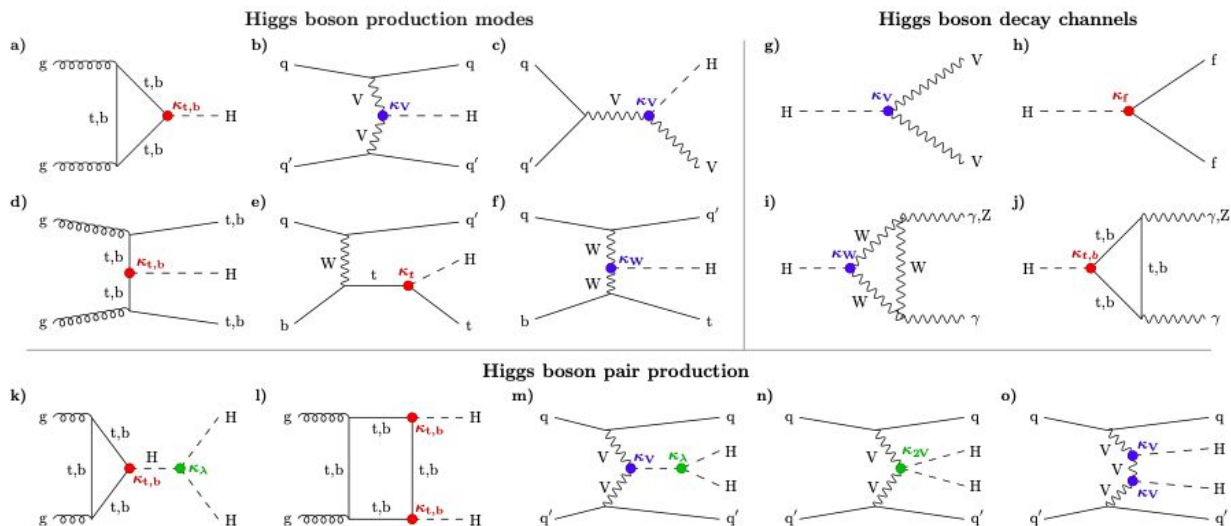 Higgs boson production modes
Higgs boson decay channels
a)
g
t,b
t,b
κt,b
H
t,b
g
b)
q
q
V
κV
H
V
q′
q′
c)
q
H
V
κV
q′
V
g)
V
κV
H
V
h)
f
κf
H
f
d)
g
t,b
t,b
κt,b
H
t,b
g
t,b
e)
q
q′
W
H
t
κt
b
t
f)
q
q′
W
κW
H
W
b
t
i)
γ,Z
W
κW
H
W
W
γ
j)
γ,Z
t,b
κt,b
H
t,b
t,b
γ
Higgs boson pair production
k)
g
H
t,b
t,b
H
κλ
κt,b
t,b
g
H
l)
g
H
t,b
κt,b
t,b
t,b
κt,b
g
H
m)
q
q
V
κV
κλ
H
V
H
q′
q′
n)
q
q
V
κ2V
H
V
H
q′
q′
o)
q
q
V
κV
H
V
V
κV
H
q′
q′